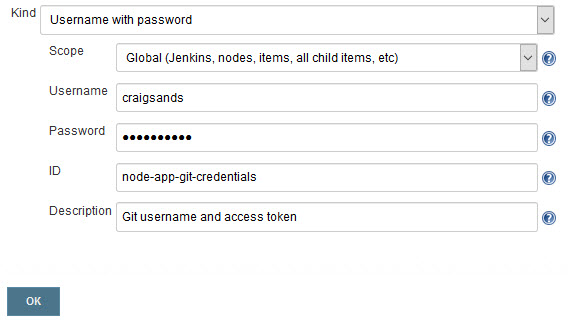 Kind Username with password
Scope Global (Jenkins, nodes, items, all child items, etc)
Username craigsands
Password ••••••••••
ID node-app-git-credentials
Description Git username and access token
OK